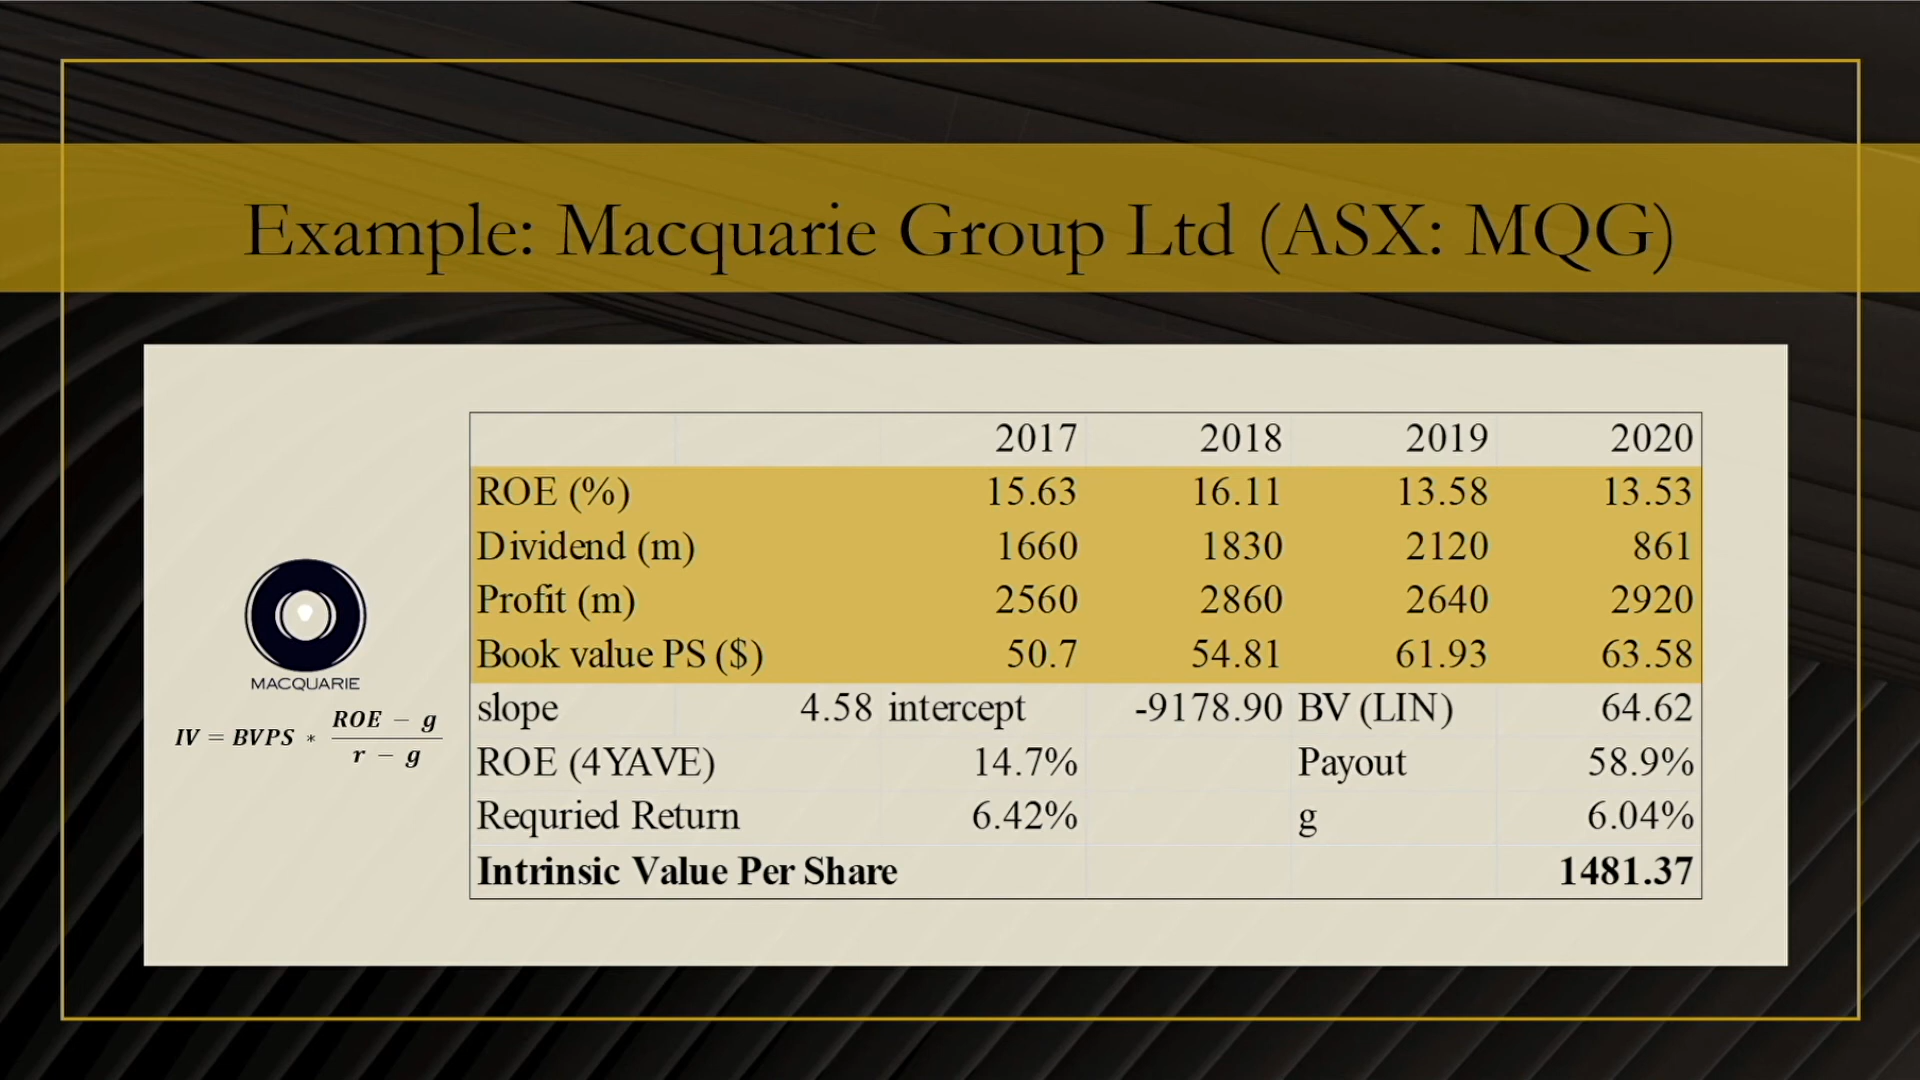 Example: Macquarie Group Ltd (ASX: MQG)
2017 2018 2019 2020
ROE (%) 15.63 16.11 13.58 13.53
Dividend (m) 1660 1830 2120 861
Profit (m) 2560 2860 2640 2920
Book value PS ($) 50.7 54.81 61.93 63.58
slope 4.58 intercept -9178.90 BV (LIN) 64.62
ROE (4YAVE) 14.7% Payout 58.9%
Requried Return 6.42% g 6.04%
Intrinsic Value Per Share 1481.37
MACQUARIE
IV = BVPS * (ROE − g) / (r − g)